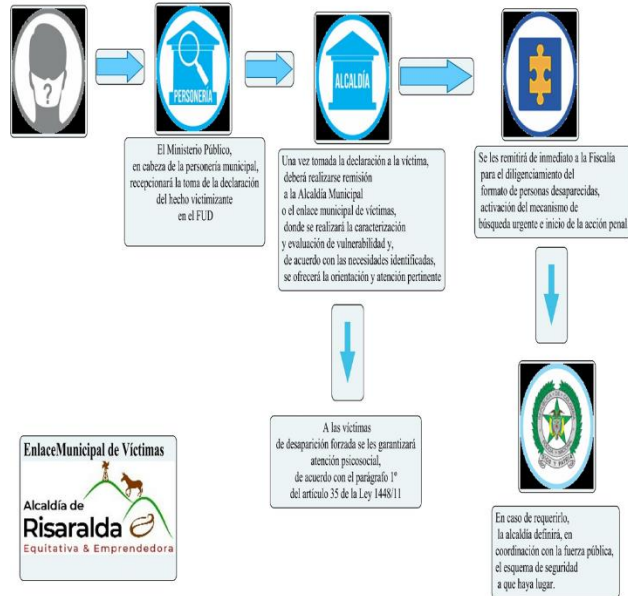 ?
PERSONERÍA
ALCALDÍA
El Ministerio Público,
en cabeza de la personería municipal,
recepcionará la toma de la declaración
del hecho victimizante
en el FUD
Una vez tomada la declaración a la víctima,
deberá realizarse remisión
a la Alcaldía Municipal
o el enlace municipal de víctimas,
donde se realizará la caracterización
y evaluación de vulnerabilidad y,
de acuerdo con las necesidades identificadas,
se ofrecerá la orientación y atención pertinente
Se les remitirá de inmediato a la Fiscalía
para el diligenciamiento del
formato de personas desaparecidas,
activación del mecanismo de
búsqueda urgente e inicio de la acción penal
A las víctimas
de desaparición forzada se les garantizará
atención psicosocial,
de acuerdo con el parágrafo 1º
del artículo 35 de la Ley 1448/11
En caso de requerirlo,
la alcaldía definirá, en
coordinación con la fuerza pública,
el esquema de seguridad
a que haya lugar.
EnlaceMunicipal de Víctimas
Alcaldía de
Risaralda
Equitativa & Emprendedora